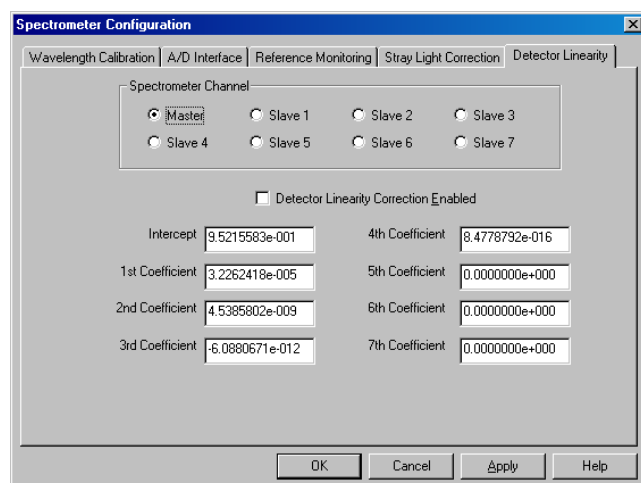 Spectrometer Configuration
Wavelength Calibration A/D Interface Reference Monitoring Stray Light Correction Detector Linearity
Spectrometer Channel
Master Slave 1 Slave 2 Slave 3
Slave 4 Slave 5 Slave 6 Slave 7
Detector Linearity Correction Enabled
Intercept 9.5215583e-001 4th Coefficient 8.4778792e-016
1st Coefficient 3.2262418e-005 5th Coefficient 0.0000000e+000
2nd Coefficient 4.5385802e-009 6th Coefficient 0.0000000e+000
3rd Coefficient -6.0880671e-012 7th Coefficient 0.0000000e+000
OK Cancel Apply Help